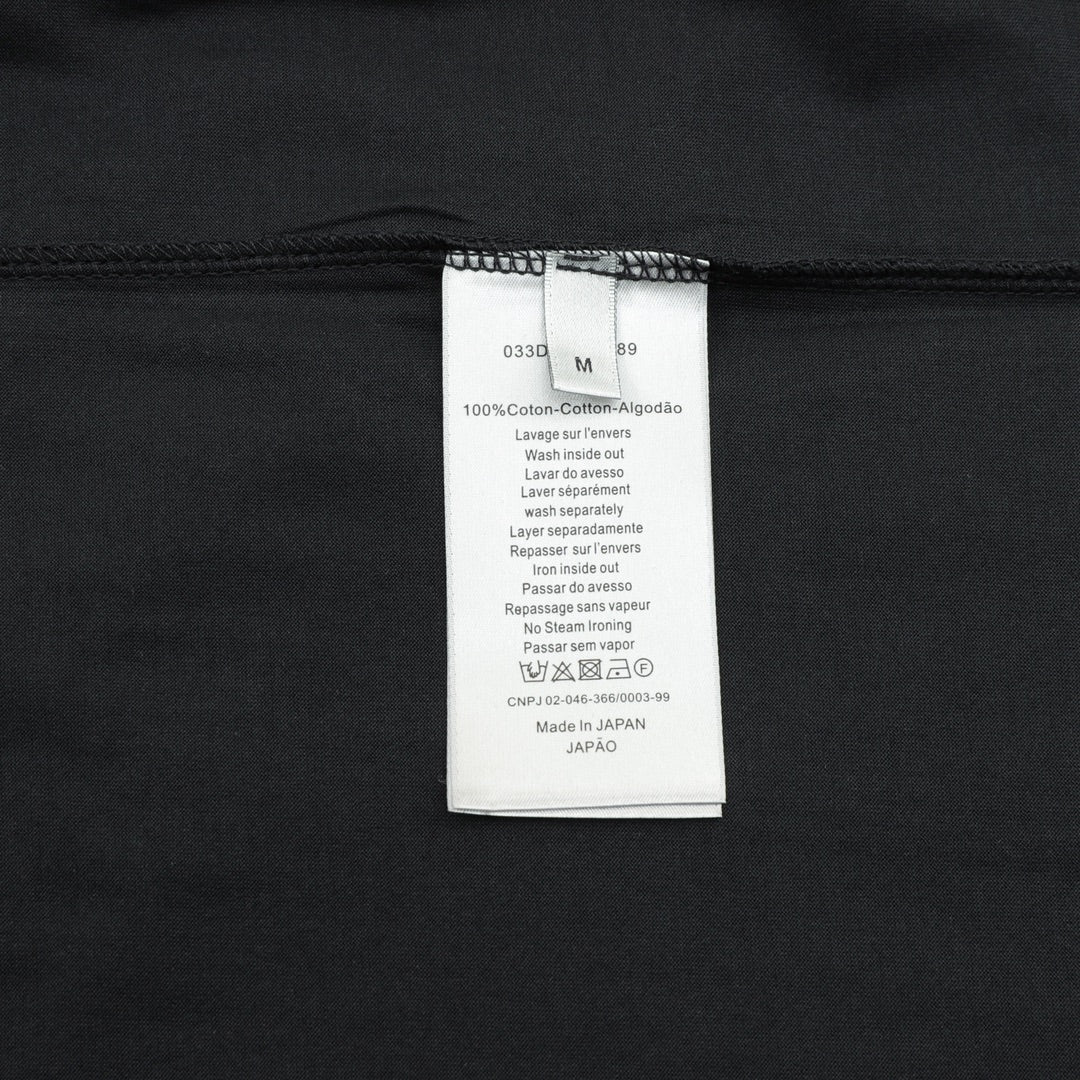 033D 89
M
100%Coton-Cotton-Algodão
Lavage sur l'envers
Wash inside out
Lavar do avesso
Laver séparément
wash separately
Layer separadamente
Repasser sur l'envers
Iron inside out
Passar do avesso
Repassage sans vapeur
No Steam Ironing
Passar sem vapor
F
CNPJ 02-046-366/0003-99
Made In JAPAN
JAPÃO